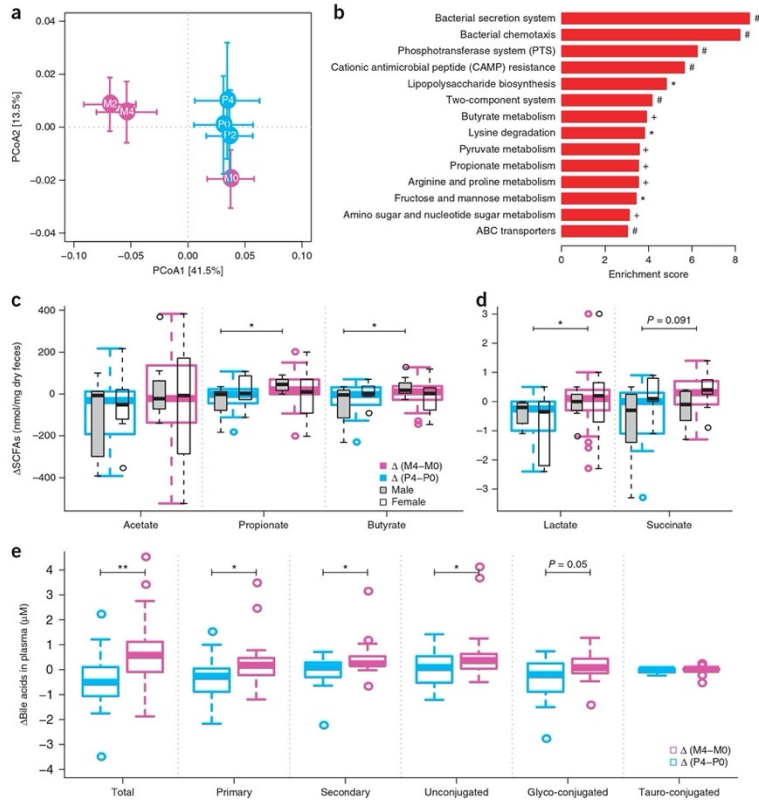 a
0.04
0.02
0.00
−0.02
−0.04
PCoA2 [13.5%]
M2
M4
P4
P0
P2
M0
−0.10
−0.05
0.00
0.05
0.10
PCoA1 [41.5%]
b
Bacterial secretion system #
Bacterial chemotaxis #
Phosphotransferase system (PTS) #
Cationic antimicrobial peptide (CAMP) resistance #
Lipopolysaccharide biosynthesis *
Two-component system #
Butyrate metabolism +
Lysine degradation *
Pyruvate metabolism +
Propionate metabolism +
Arginine and proline metabolism +
Fructose and mannose metabolism *
Amino sugar and nucleotide sugar metabolism +
ABC transporters #
0 2 4 6 8
Enrichment score
c
400
200
0
−200
−400
ΔSCFAs (nmol/mg dry feces)
*
*
Δ (M4–M0)
Δ (P4–P0)
Male
Female
Acetate
Propionate
Butyrate
d
3
2
1
0
−1
−2
−3
*
P = 0.091
Lactate
Succinate
e
4
3
2
1
0
−1
−2
−3
−4
ΔBile acids in plasma (µM)
**
*
*
*
P = 0.05
Δ (M4–M0)
Δ (P4–P0)
Total
Primary
Secondary
Unconjugated
Glyco-conjugated
Tauro-conjugated